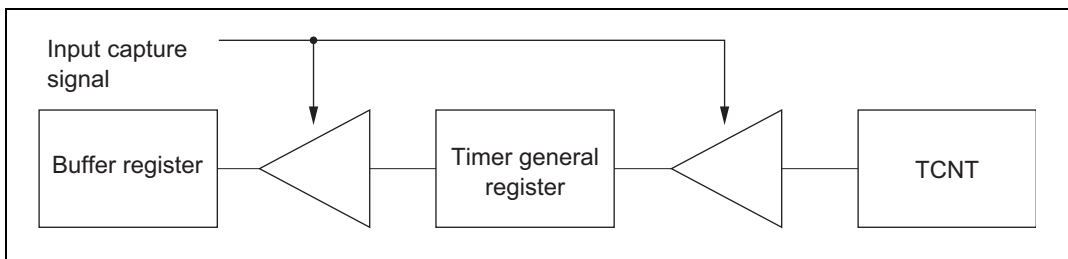 Input capture
signal
Buffer register
Timer general
register
TCNT